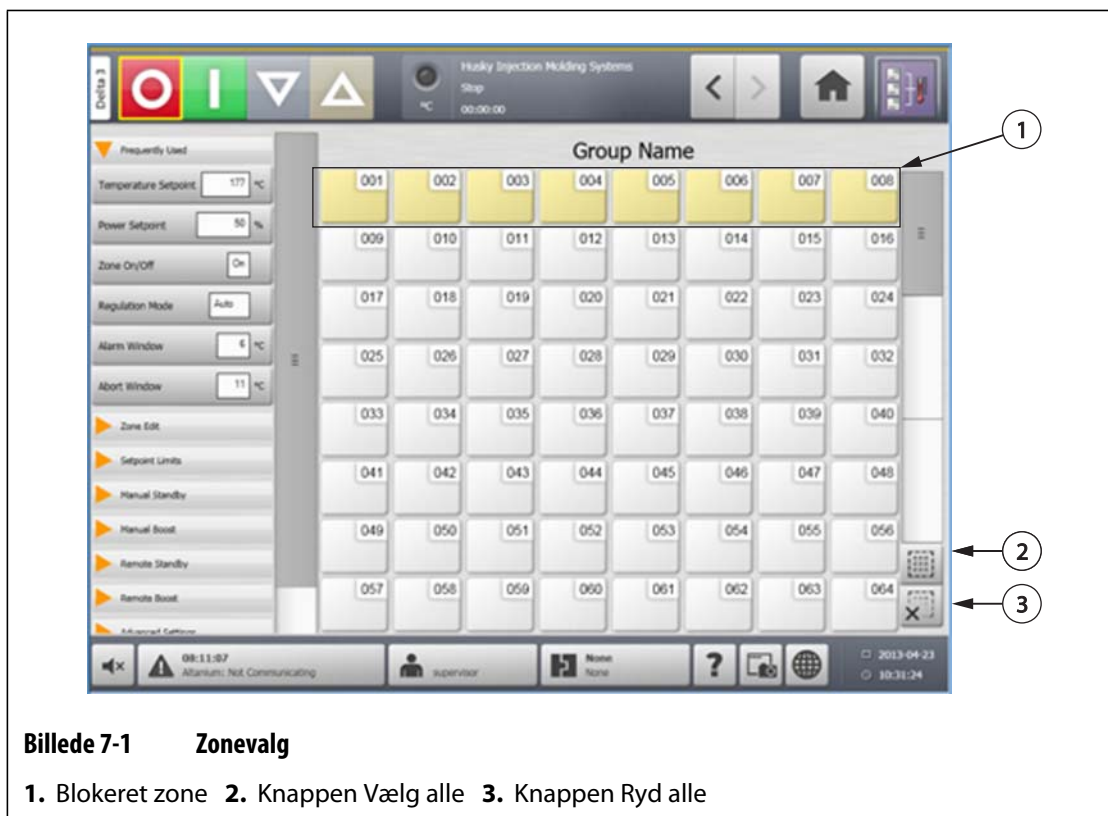 Delta 3
Husky Injection Molding Systems
Stop
°C 00:00:00
Frequently Used
Group Name
Temperature Setpoint 177 °C
001 002 003 004 005 006 007 008
1
Power Setpoint 50 %
009 010 011 012 013 014 015 016
Zone On/Off On
Regulation Mode Auto
017 018 019 020 021 022 023 024
Alarm Window 6 °C
025 026 027 028 029 030 031 032
Abort Window 11 °C
Zone Edit
033 034 035 036 037 038 039 040
Setpoint Limits
041 042 043 044 045 046 047 048
Manual Standby
Manual Boost
049 050 051 052 053 054 055 056
2
Remote Standby
Remote Boost
057 058 059 060 061 062 063 064
3
Advanced Settings
08:11:07
Altanium: Not Communicating
supervisor
None
None
?
2013-04-23
10:31:24
Billede 7-1 Zonevalg
1. Blokeret zone 2. Knappen Vælg alle 3. Knappen Ryd alle